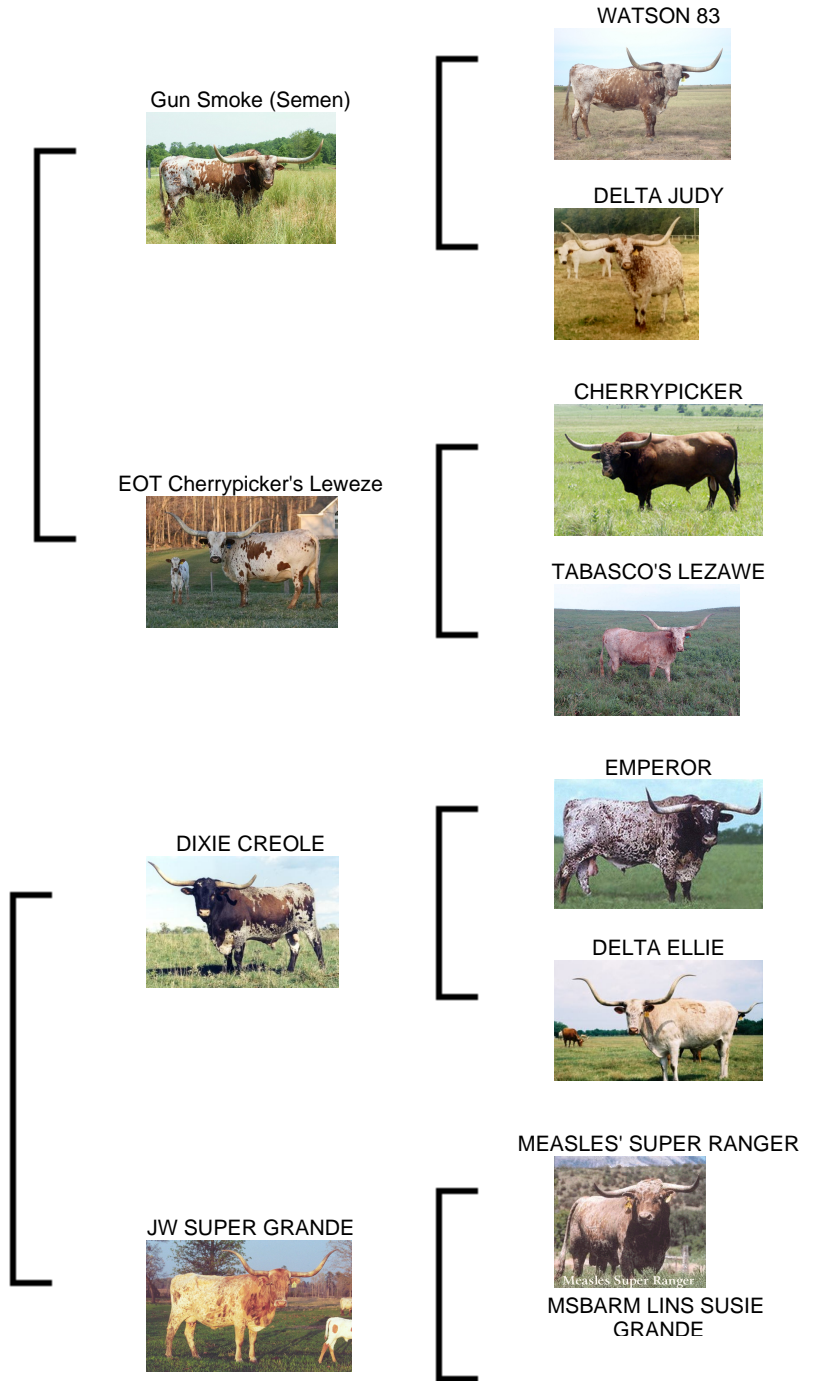 WATSON 83
Gun Smoke (Semen)
DELTA JUDY
CHERRYPICKER
EOT Cherrypicker's Leweze
TABASCO'S LEZAWE
EMPEROR
DIXIE CREOLE
DELTA ELLIE
MEASLES' SUPER RANGER
JW SUPER GRANDE
Measles Super Ranger
MSBARM LINS SUSIE
GRANDE